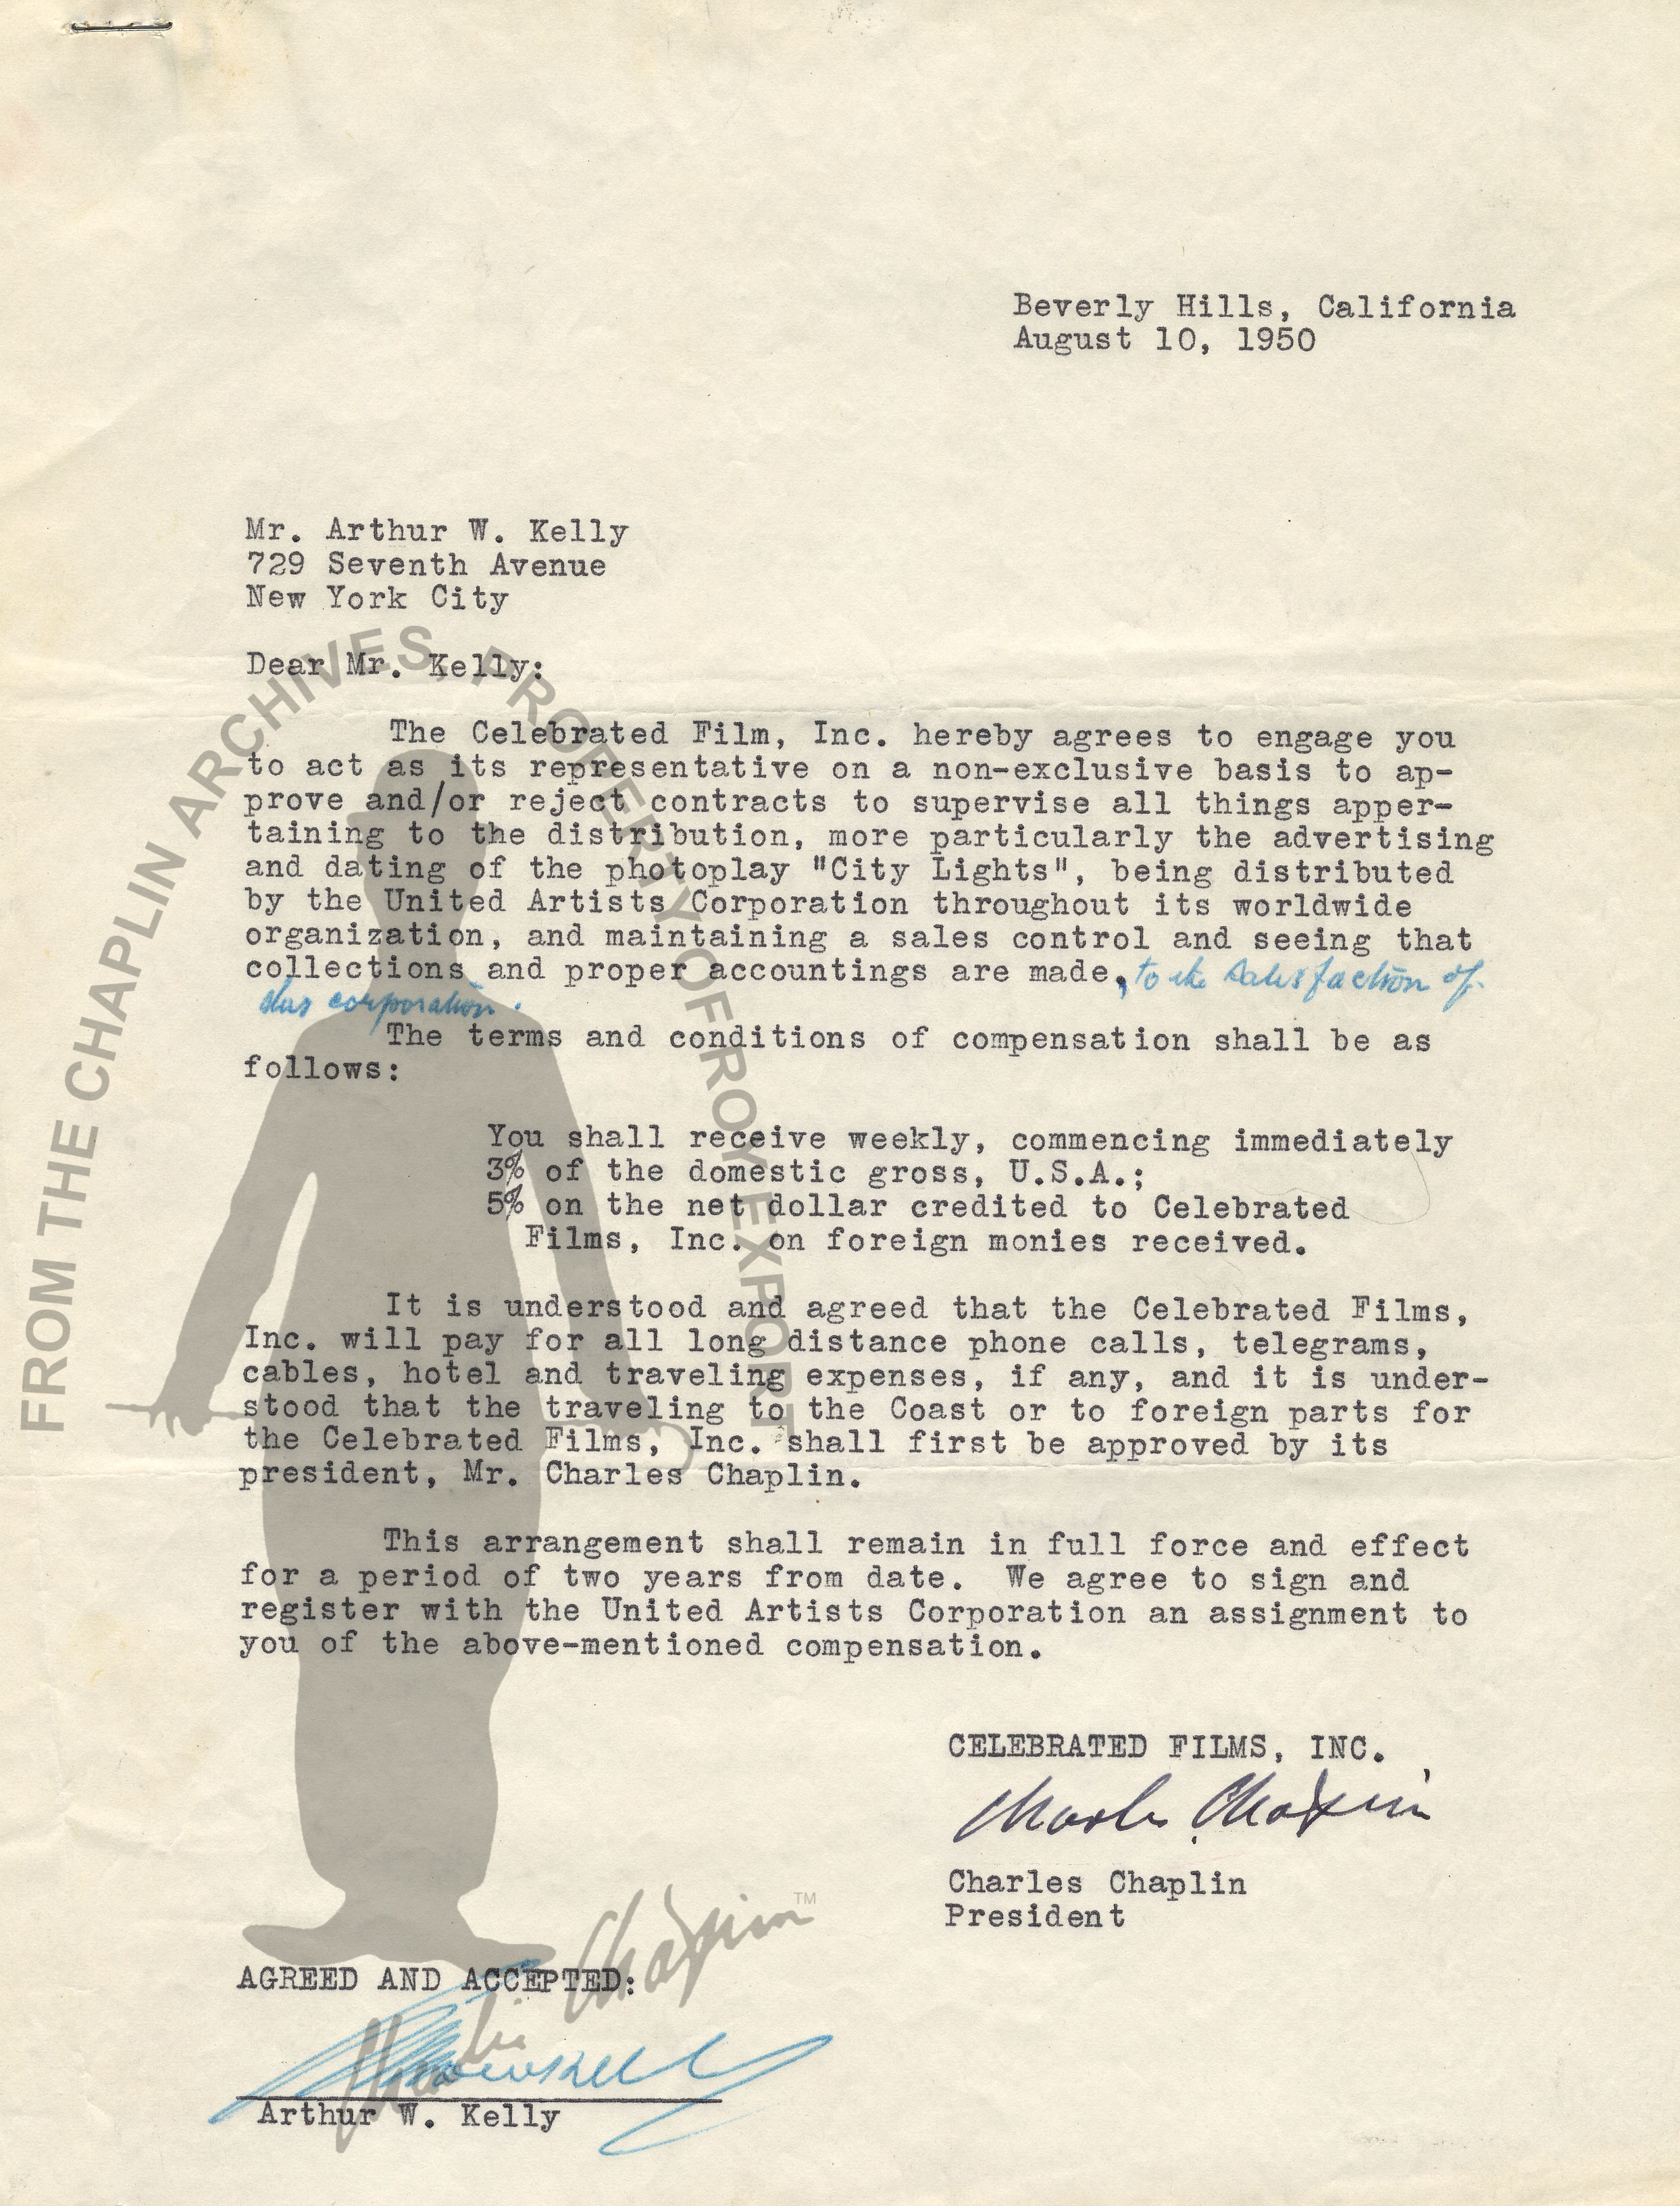 Beverly Hills, California
August 10, 1950
Mr. Arthur W. Kelly
729 Seventh Avenue
New York City
Dear Mr. Kelly:
The Celebrated Film, Inc. hereby agrees to engage you
to act as its representative on a non-exclusive basis to ap-
prove and/or reject contracts to supervise all things apper-
taining to the distribution, more particularly the advertising
and dating of the photoplay "City Lights", being distributed
by the United Artists Corporation throughout its worldwide
organization, and maintaining a sales control and seeing that
collections and proper accountings are made, to the satisfaction of
this corporation.
The terms and conditions of compensation shall be as
follows:
You shall receive weekly, commencing immediately
3% of the domestic gross, U.S.A.;
5% on the net dollar credited to Celebrated
Films, Inc. on foreign monies received.
It is understood and agreed that the Celebrated Films,
Inc. will pay for all long distance phone calls, telegrams,
cables, hotel and traveling expenses, if any, and it is under-
stood that the traveling to the Coast or to foreign parts for
the Celebrated Films, Inc. shall first be approved by its
president, Mr. Charles Chaplin.
This arrangement shall remain in full force and effect
for a period of two years from date. We agree to sign and
register with the United Artists Corporation an assignment to
you of the above-mentioned compensation.
CELEBRATED FILMS, INC.
Charles Chaplin
Charles Chaplin
President
AGREED AND ACCEPTED:
Arthur W. Kelly
FROM THE CHAPLIN ARCHIVES, PROPERTY OF ROY EXPORT
Charlie Chaplin ™